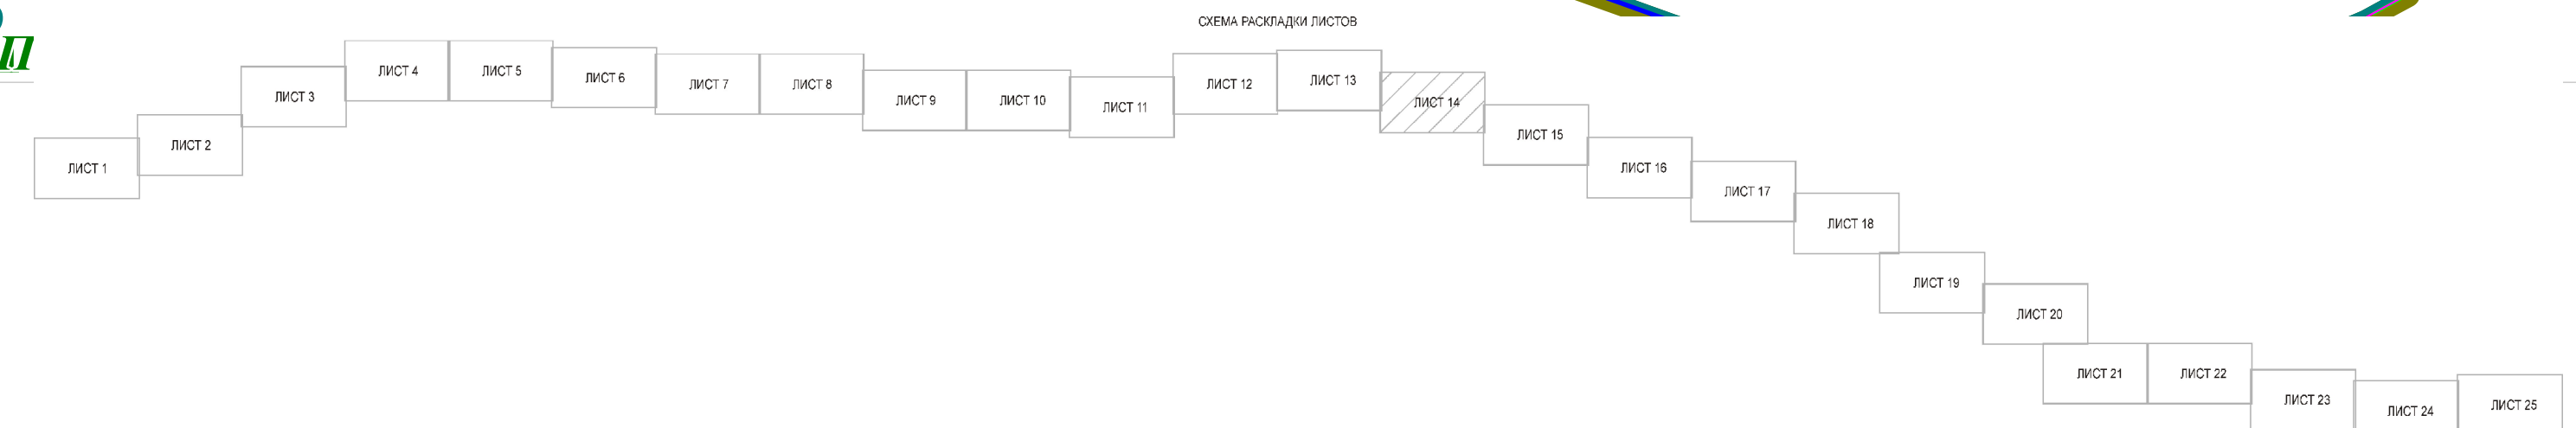 СХЕМА РАСКЛАДКИ ЛИСТОВ
ЛИСТ 1
ЛИСТ 2
ЛИСТ 3
ЛИСТ 4
ЛИСТ 5
ЛИСТ 6
ЛИСТ 7
ЛИСТ 8
ЛИСТ 9
ЛИСТ 10
ЛИСТ 11
ЛИСТ 12
ЛИСТ 13
ЛИСТ 14
ЛИСТ 15
ЛИСТ 16
ЛИСТ 17
ЛИСТ 18
ЛИСТ 19
ЛИСТ 20
ЛИСТ 21
ЛИСТ 22
ЛИСТ 23
ЛИСТ 24
ЛИСТ 25